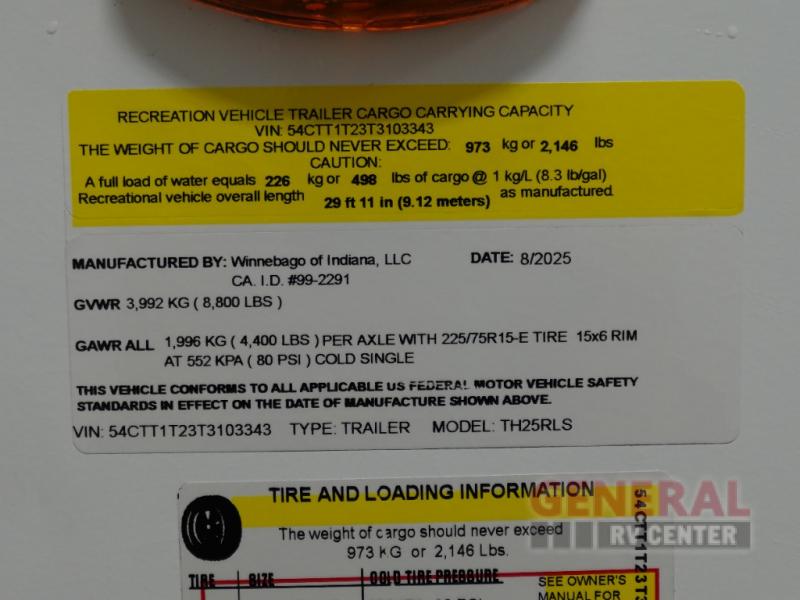 RECREATION VEHICLE TRAILER CARGO CARRYING CAPACITY
VIN: 54CTT1T23T3103343
THE WEIGHT OF CARGO SHOULD NEVER EXCEED: 973 kg or 2,146 lbs
CAUTION:
A full load of water equals 226 kg or 498 lbs of cargo @ 1 kg/L (8.3 lb/gal)
Recreational vehicle overall length 29 ft 11 in (9.12 meters) as manufactured
MANUFACTURED BY: Winnebago of Indiana, LLC DATE: 8/2025
CA. I.D. #99-2291
GVWR 3,992 KG ( 8,800 LBS )
GAWR ALL 1,996 KG ( 4,400 LBS ) PER AXLE WITH 225/75R15-E TIRE 15x6 RIM
AT 552 KPA ( 80 PSI ) COLD SINGLE
THIS VEHICLE CONFORMS TO ALL APPLICABLE US FEDERAL MOTOR VEHICLE SAFETY
STANDARDS IN EFFECT ON THE DATE OF MANUFACTURE SHOWN ABOVE.
VIN: 54CTT1T23T3103343 TYPE: TRAILER MODEL: TH25RLS
TIRE AND LOADING INFORMATION
The weight of cargo should never exceed
973 KG or 2,146 Lbs.
TIRE SIZE COLD TIRE PRESSURE SEE OWNER'S
MANUAL FOR
54CTT1T23T3
GENERAL
RV CENTER